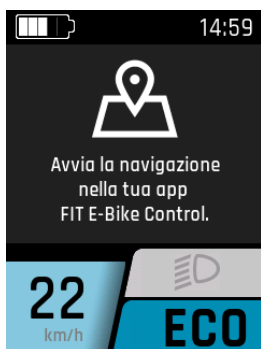 14:59
Avvia la navigazione
nella tua app
FIT E-Bike Control.
22
km/h
ECO